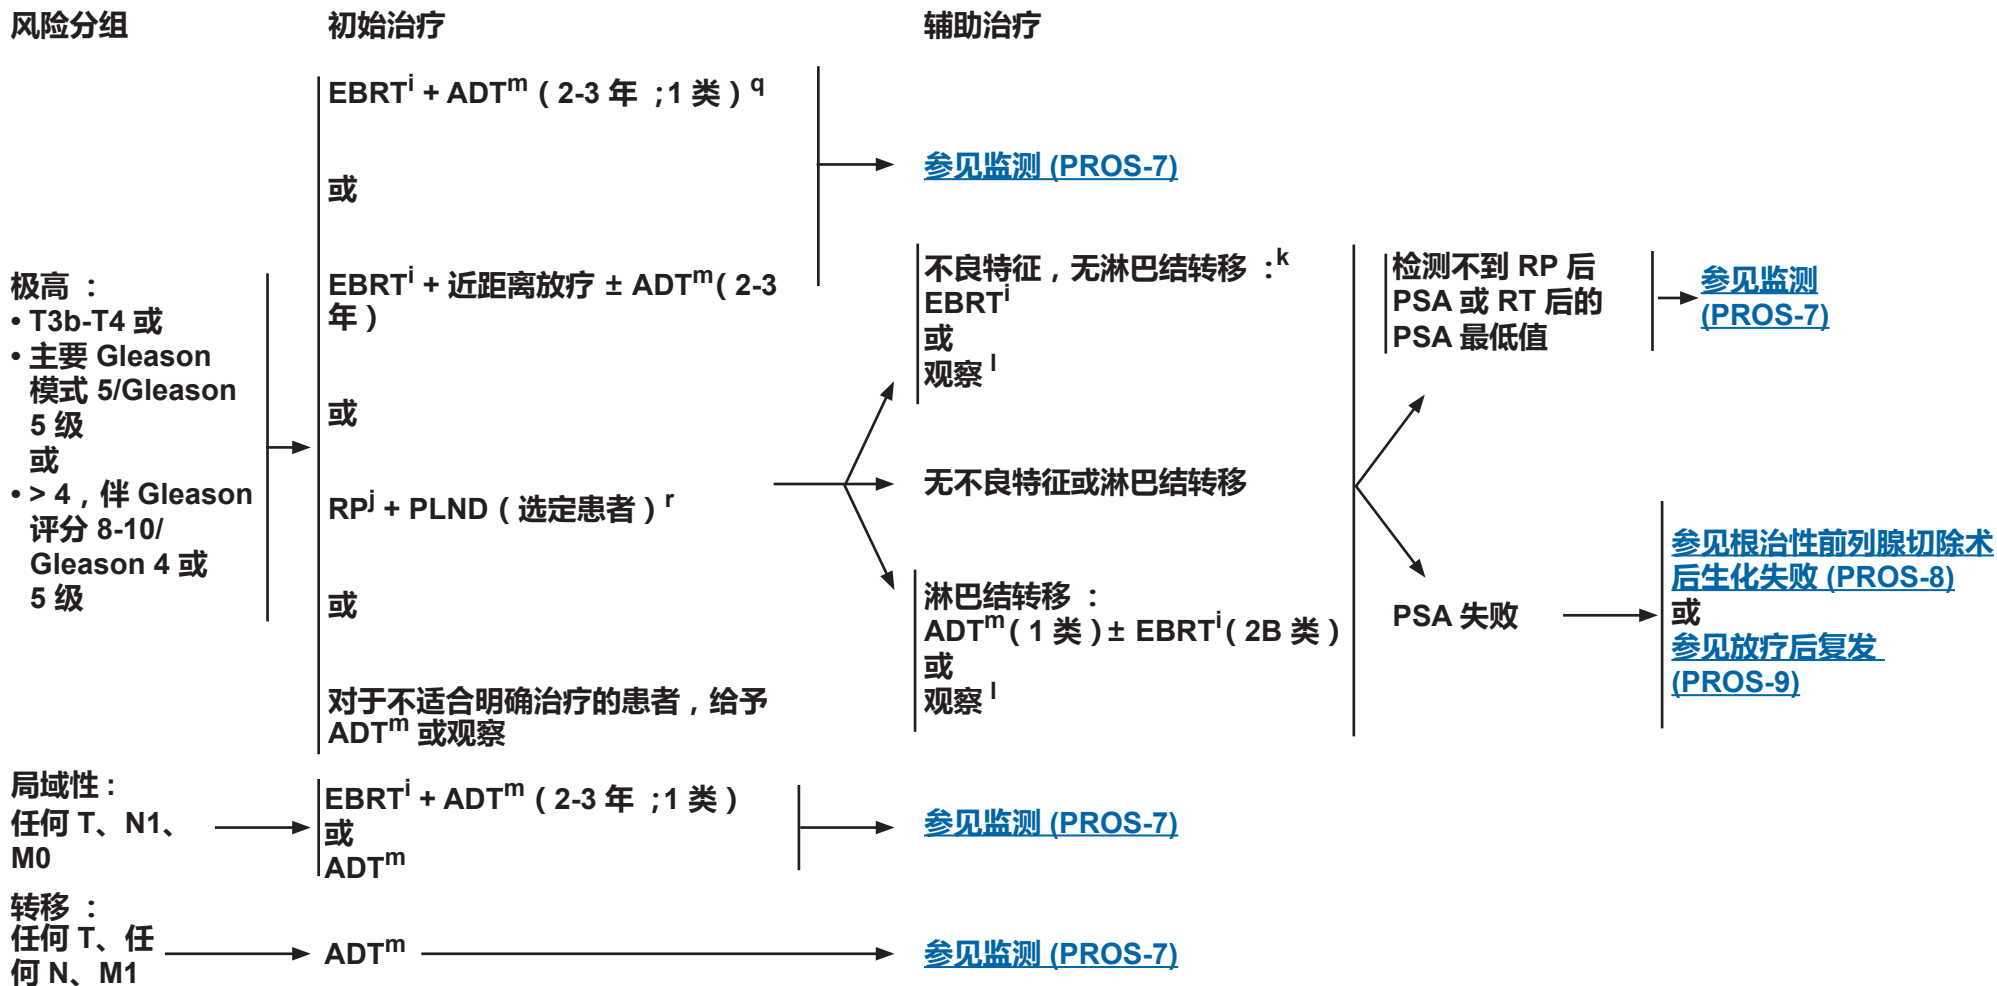 风险分组
初始治疗
辅助治疗
极高：
• T3b-T4 或
• 主要 Gleason
模式 5/Gleason
5 级
或
• > 4，伴 Gleason
评分 8-10/
Gleason 4 或
5 级
EBRTⁱ + ADTᵐ（2-3 年；1 类）q
或
EBRTⁱ + 近距离放疗 ± ADTᵐ（2-3
年）
或
RPʲ + PLND（选定患者）ʳ
或
对于不适合明确治疗的患者，给予
ADTᵐ 或观察
参见监测 (PROS-7)
不良特征，无淋巴结转移：ᵏ
EBRTⁱ
或
观察 ˡ
无不良特征或淋巴结转移
淋巴结转移：
ADTᵐ（1 类）± EBRTⁱ（2B 类）
或
观察 ˡ
检测不到 RP 后
PSA 或 RT 后的
PSA 最低值
参见监测
(PROS-7)
PSA 失败
参见根治性前列腺切除术
后生化失败 (PROS-8)
或
参见放疗后复发
(PROS-9)
局域性：
任何 T、N1、
M0
EBRTⁱ + ADTᵐ（2-3 年；1 类）
或
ADTᵐ
参见监测 (PROS-7)
转移：
任何 T、任
何 N、M1
ADTᵐ
参见监测 (PROS-7)